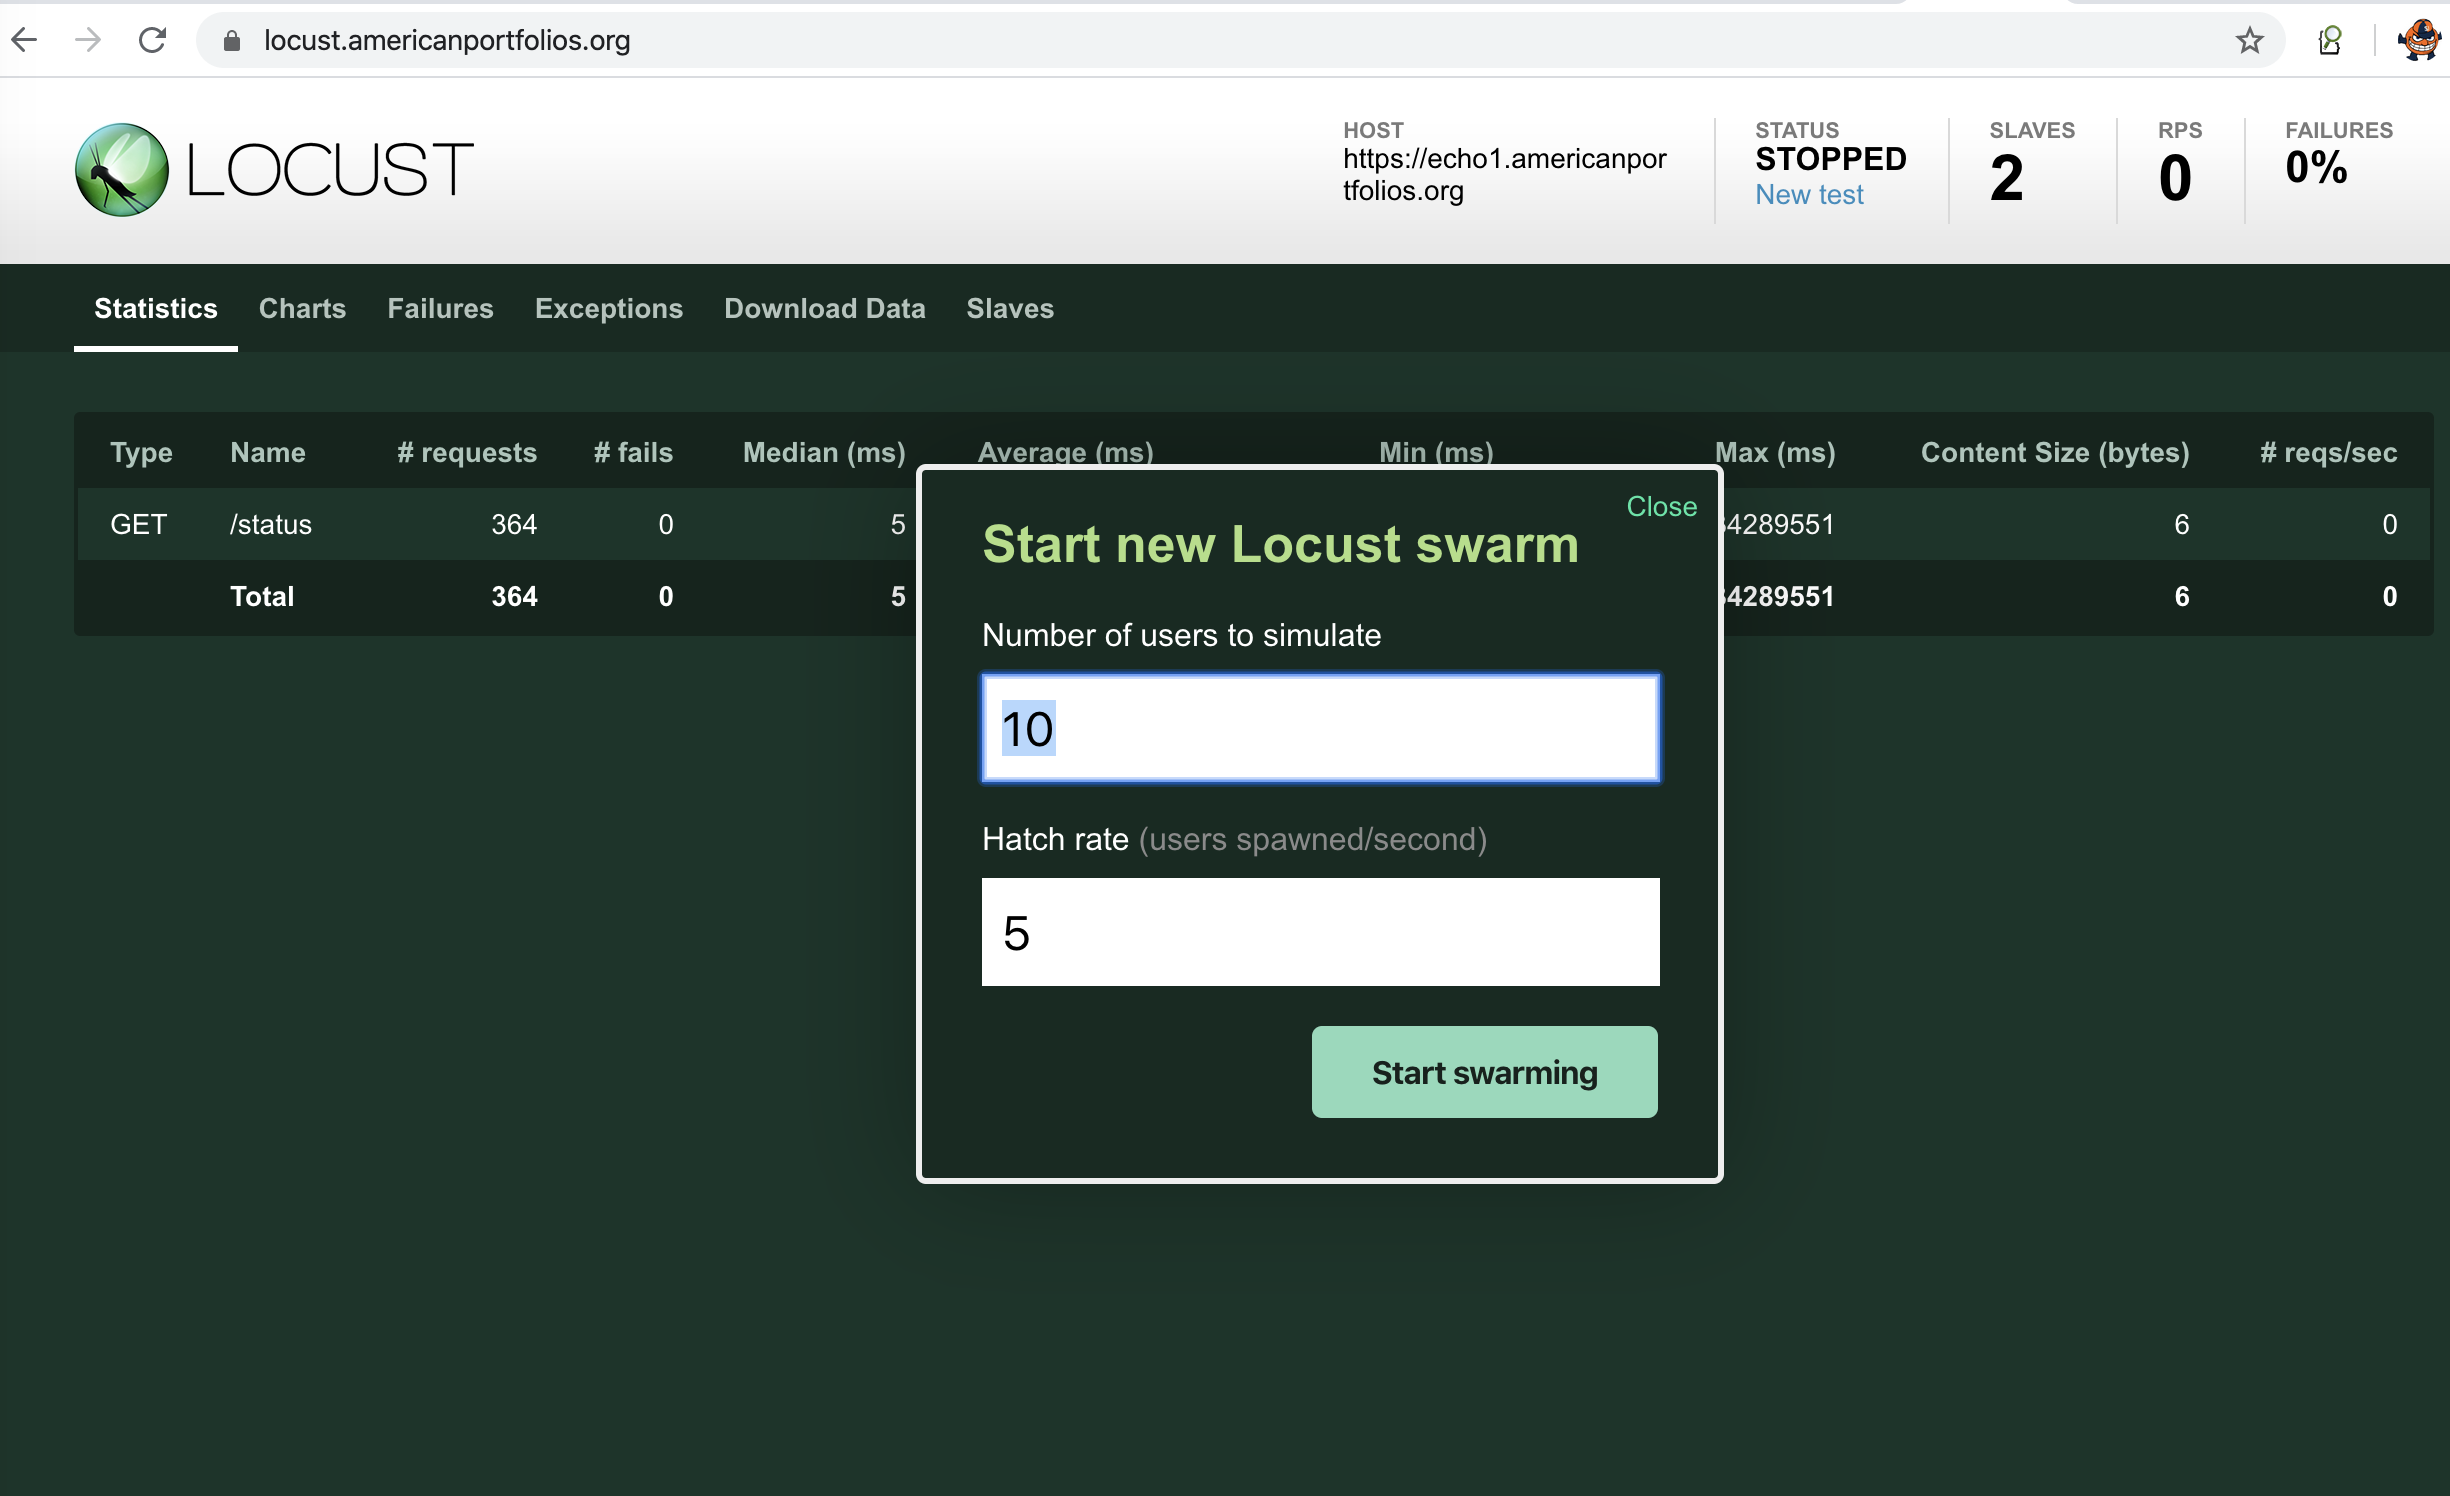 locust.americanportfolios.org
LOCUST
HOST
https://echo1.americanpor
tfolios.org
STATUS
STOPPED
New test
SLAVES
2
RPS
0
FAILURES
0%
Statistics Charts Failures Exceptions Download Data Slaves
Type Name # requests # fails Median (ms) Average (ms) Min (ms) Max (ms) Content Size (bytes) # reqs/sec
GET /status 364 0 5 4289551 6 0
Total 364 0 5 4289551 6 0
Close
Start new Locust swarm
Number of users to simulate
10
Hatch rate (users spawned/second)
5
Start swarming